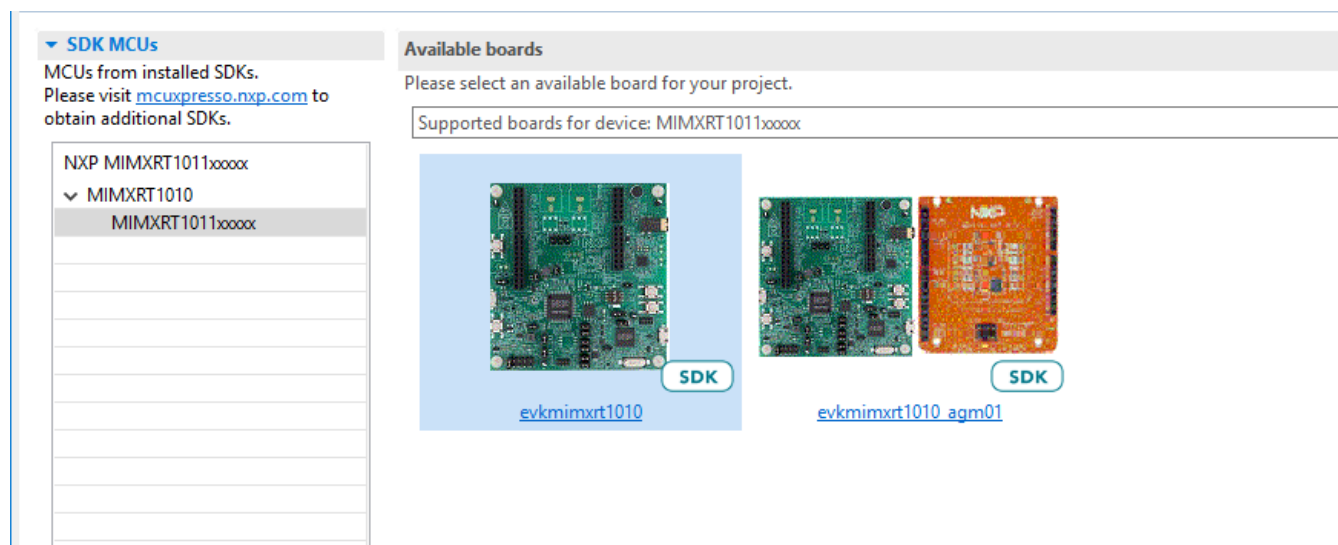 SDK MCUs
MCUs from installed SDKs.
Please visit mcuxpresso.nxp.com to
obtain additional SDKs.
NXP MIMXRT1011xxxxx
MIMXRT1010
MIMXRT1011xxxxx
Available boards
Please select an available board for your project.
Supported boards for device: MIMXRT1011xxxxx
NXP
SDK
evkmimxrt1010
SDK
evkmimxrt1010_agm01